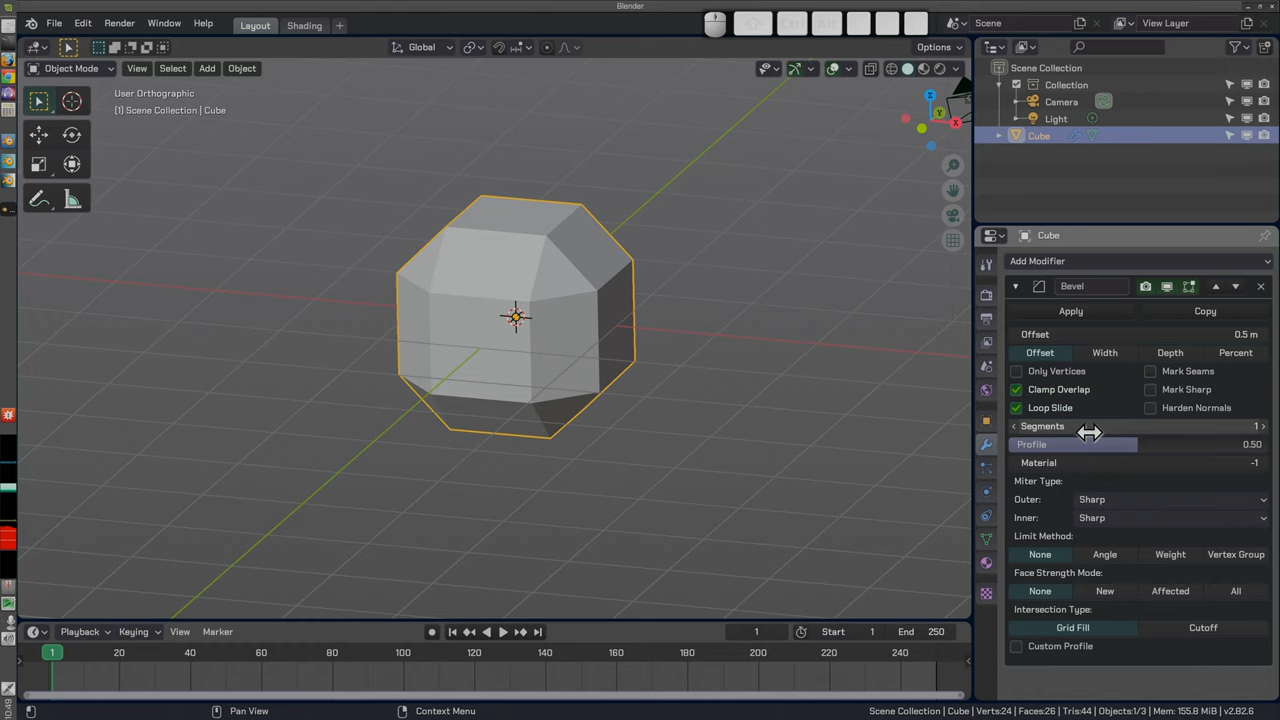 Blender
File Edit Render Window Help Layout Shading + Ctrl Alt Scene View Layer
Global Options
Object Mode View Select Add Object
User Orthographic
(1) Scene Collection | Cube
Z
Y
X
Scene Collection
Collection
Camera
Light
Cube
Cube
Add Modifier
Bevel
Apply Copy
Offset 0.5 m
Offset Width Depth Percent
Only Vertices Mark Seams
Clamp Overlap Mark Sharp
Loop Slide Harden Normals
Segments 1
Profile 0.50
Material -1
Miter Type:
Outer: Sharp
Inner: Sharp
Limit Method:
None Angle Weight Vertex Group
Face Strength Mode:
None New Affected All
Intersection Type:
Grid Fill Cutoff
Custom Profile
Playback Keying View Marker 1 Start 1 End 250
1 20 40 60 80 100 120 140 160 180 200 220 240
10:49
Pan View Context Menu Scene Collection | Cube | Verts:24 | Faces:26 | Tris:44 | Objects:1/3 | Mem: 155.8 MiB | v2.82.6